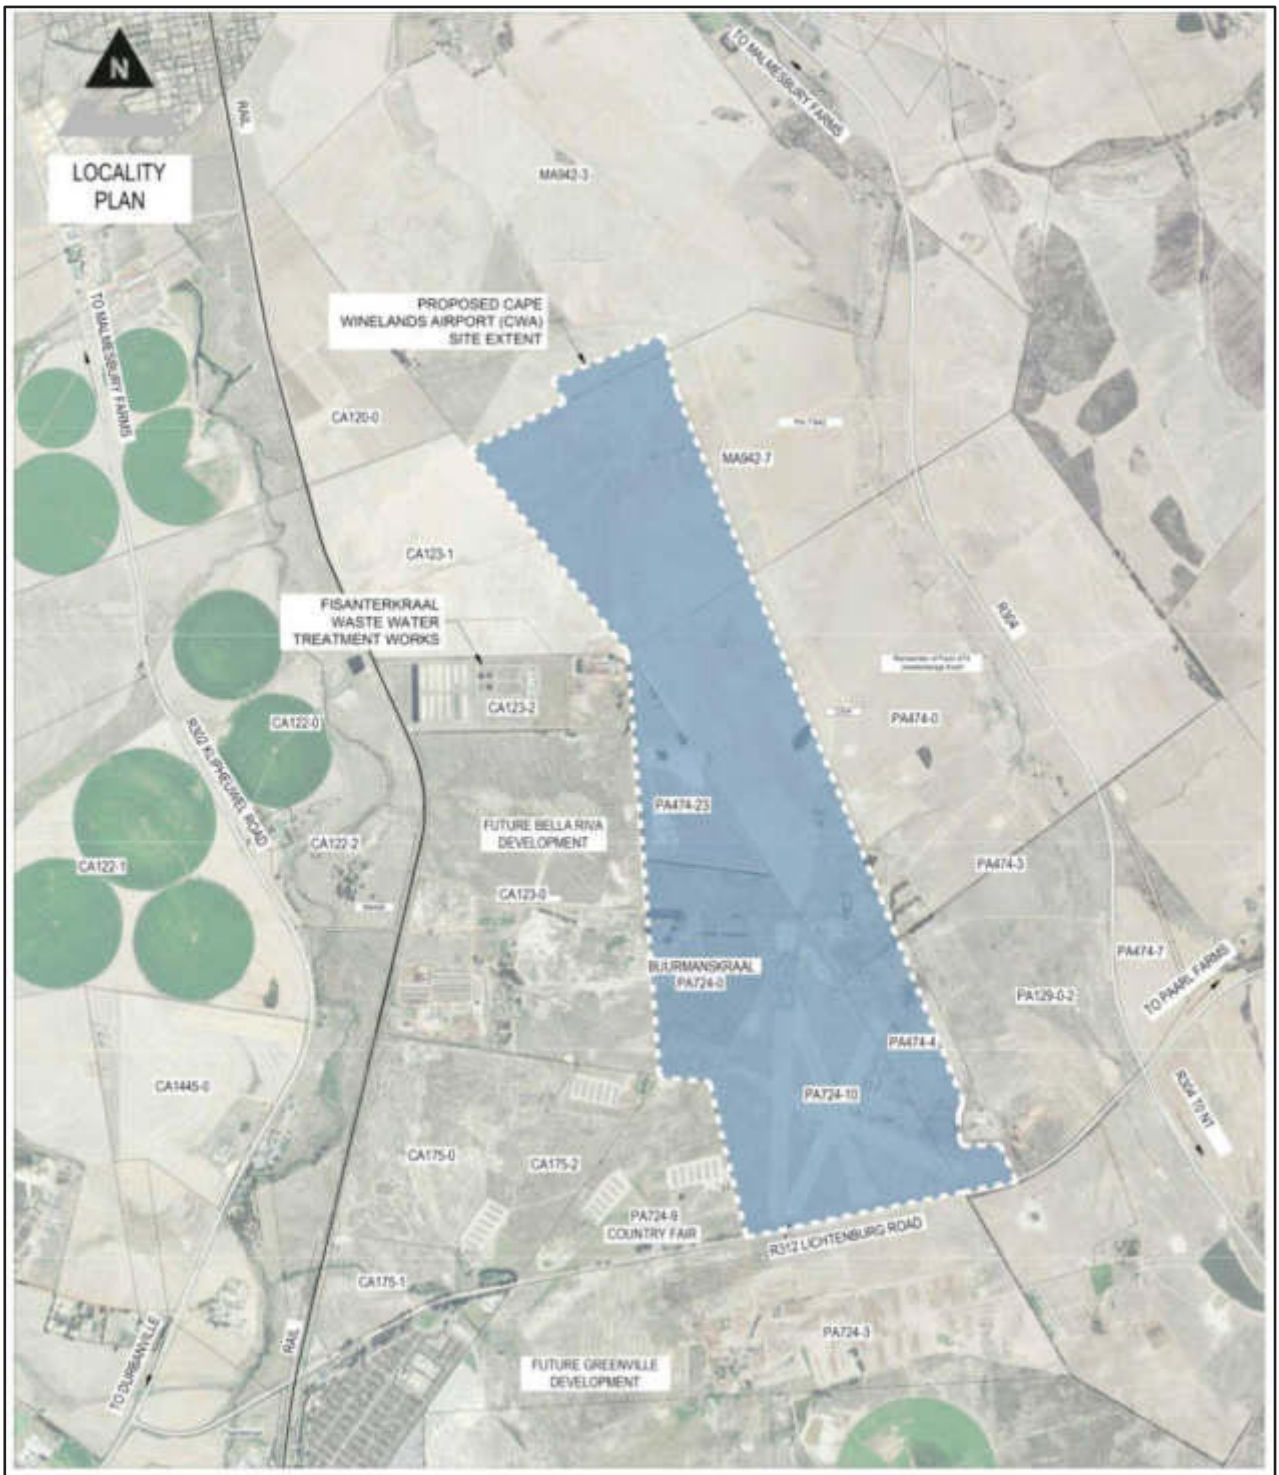 N
LOCALITY
PLAN
RAIL
TO MALMESBURY FARMS
MA942-3
PROPOSED CAPE
WINELANDS AIRPORT (CWA)
SITE EXTENT
TO MALMESBURY FARMS
CA120-0
MA942-7
CA123-1
FISANTERKRAAL
WASTE WATER
TREATMENT WORKS
R304
CA123-2
PA474-0
CA122-0
R302 KLIPHEUWEL ROAD
PA474-23
FUTURE BELLA RIVA
DEVELOPMENT
CA122-2
CA122-1
PA474-3
CA123-0
PA474-7
BUURMANSKRAAL
PA724-0
TO PAARL FARMS
PA129-0-2
PA474-4
CA1445-0
PA724-10
R304 TO N1
CA175-0
CA175-2
PA724-9
COUNTRY FAIR
R312 LICHTENBURG ROAD
CA175-1
RAIL
TO DURBANVILLE
PA724-3
FUTURE GREENVILLE
DEVELOPMENT